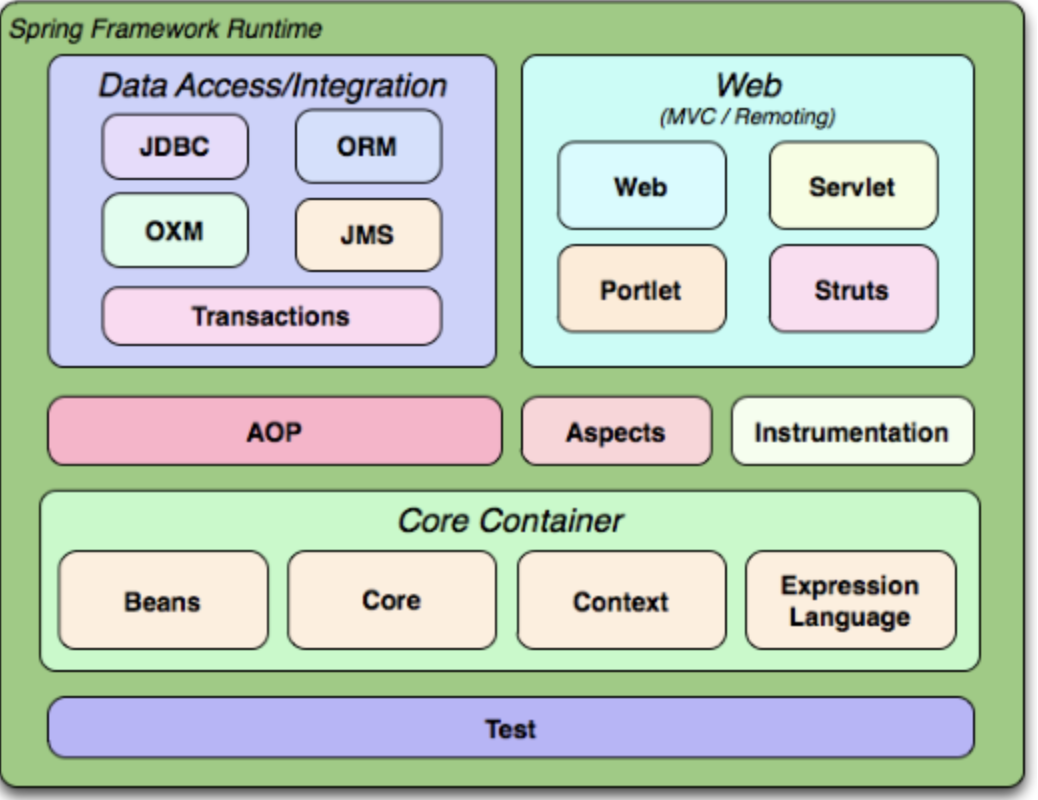 Spring Framework Runtime
Data Access/Integration
JDBC
ORM
OXM
JMS
Transactions
Web
(MVC / Remoting)
Web
Servlet
Portlet
Struts
AOP
Aspects
Instrumentation
Core Container
Beans
Core
Context
Expression
Language
Test